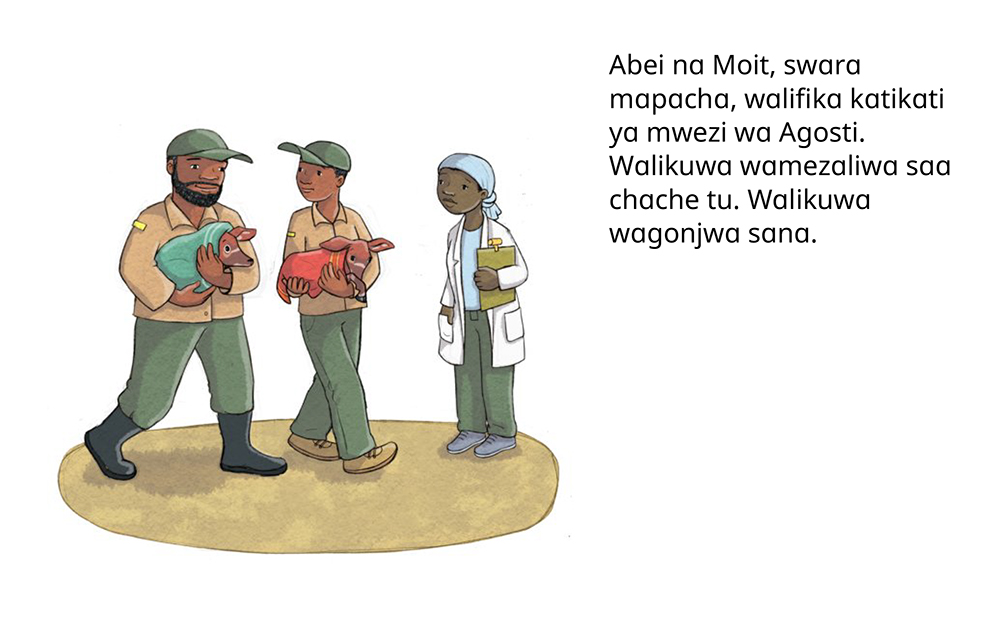 Abei na Moit, swara
mapacha, walifika katikati
ya mwezi wa Agosti.
Walikuwa wamezaliwa saa
chache tu. Walikuwa
wagonjwa sana.